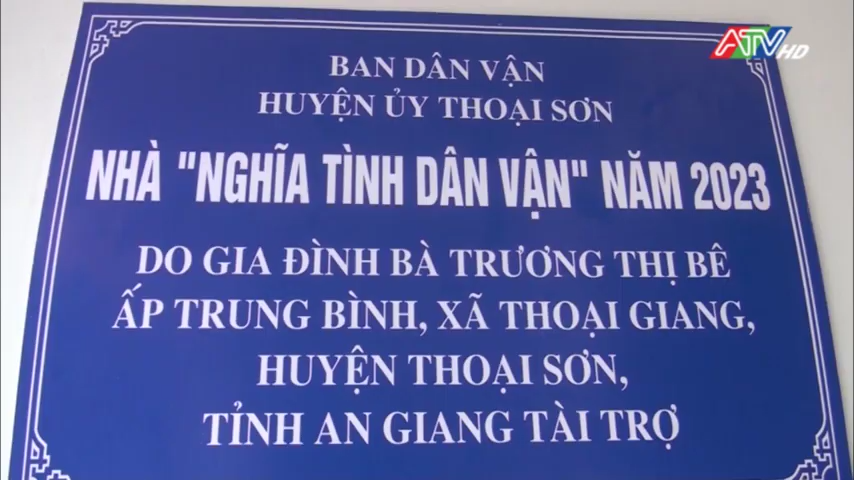 ATV HD
BAN DÂN VẬN
HUYỆN ỦY THOẠI SƠN
NHÀ "NGHĨA TÌNH DÂN VẬN" NĂM 2023
DO GIA ĐÌNH BÀ TRƯƠNG THỊ BÊ
ẤP TRUNG BÌNH, XÃ THOẠI GIANG,
HUYỆN THOẠI SƠN,
TỈNH AN GIANG TÀI TRỢ